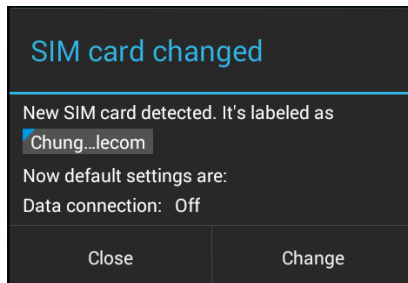 SIM card changed
New SIM card detected. It's labeled as
Chung...lecom
Now default settings are:
Data connection: Off
Close
Change